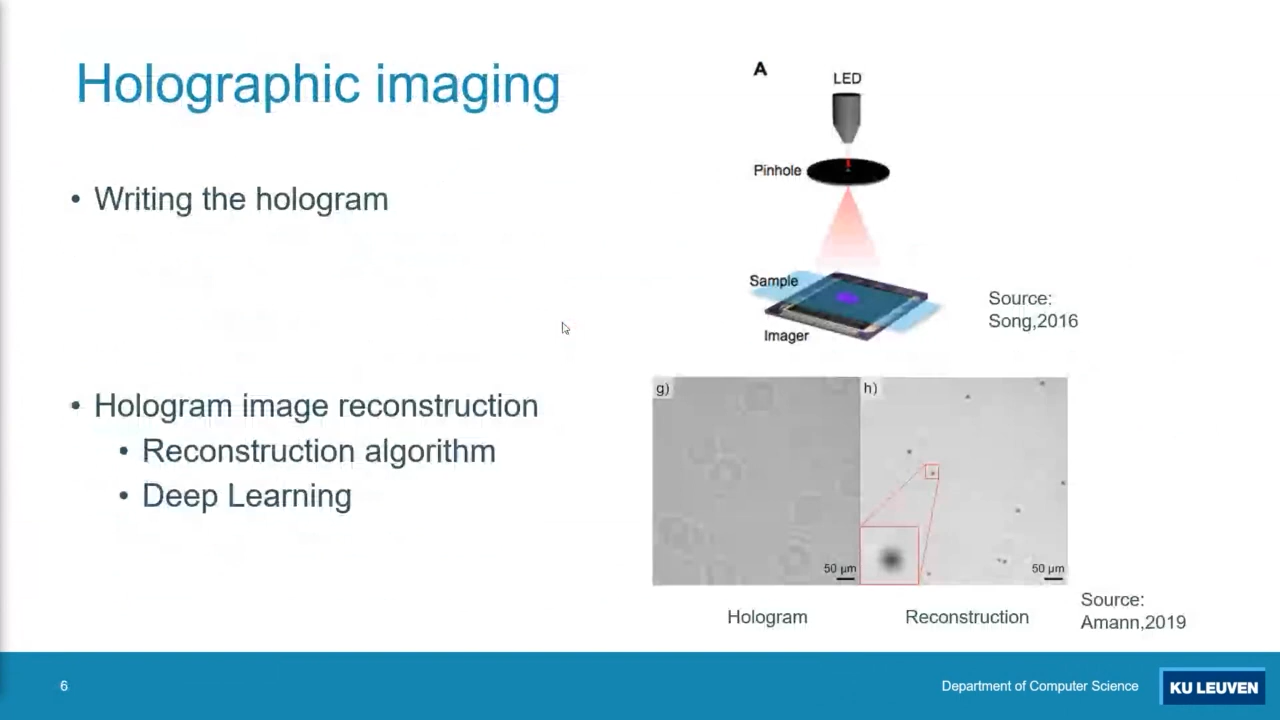 Holographic imaging
• Writing the hologram
• Hologram image reconstruction
• Reconstruction algorithm
• Deep Learning
A
LED
Pinhole
Sample
Imager
Source:
Song,2016
g)
h)
50 µm
50 µm
Hologram
Reconstruction
Source:
Amann,2019
6
Department of Computer Science
KU LEUVEN